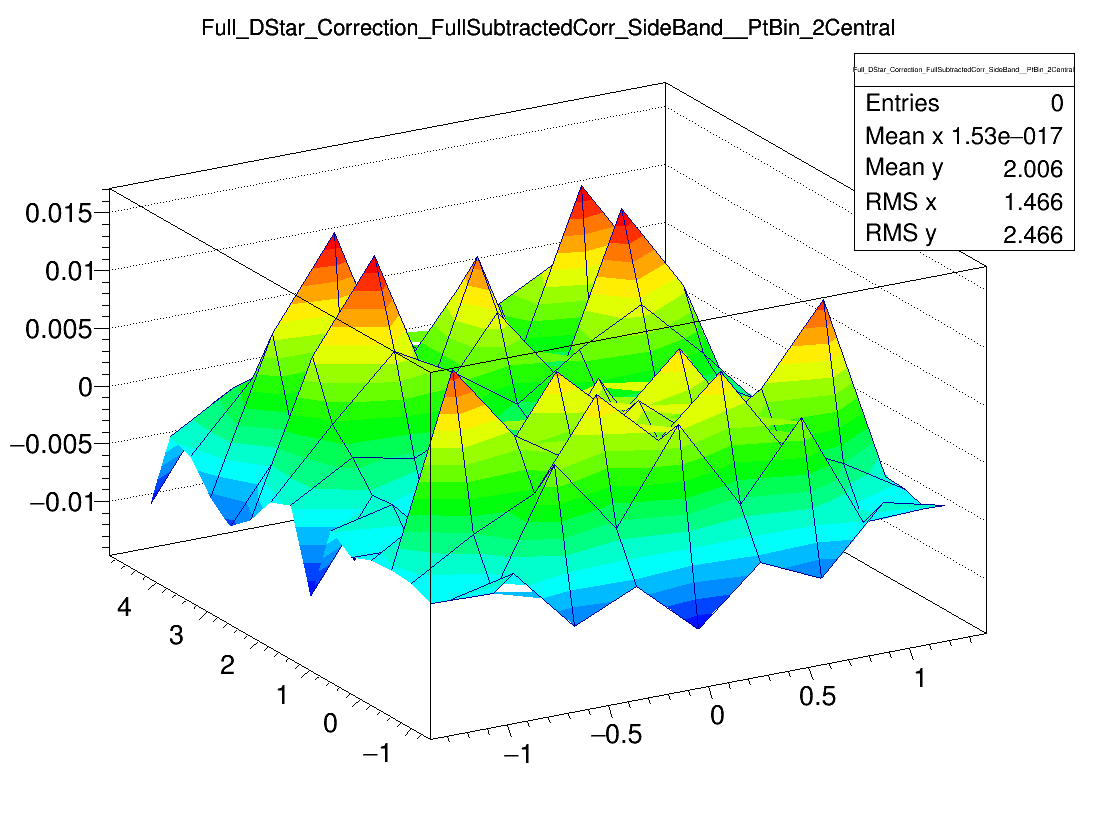 Full_DStar_Correction_FullSubtractedCorr_SideBand__PtBin_2Central
Full_DStar_Correction_FullSubtractedCorr_SideBand__PtBin_2Central
Entries 0
Mean x 1.53e−017
Mean y 2.006
RMS x 1.466
RMS y 2.466
0.015
0.01
0.005
0
−0.005
−0.01
4
3
2
1
0
−1
−1
−0.5
0
0.5
1